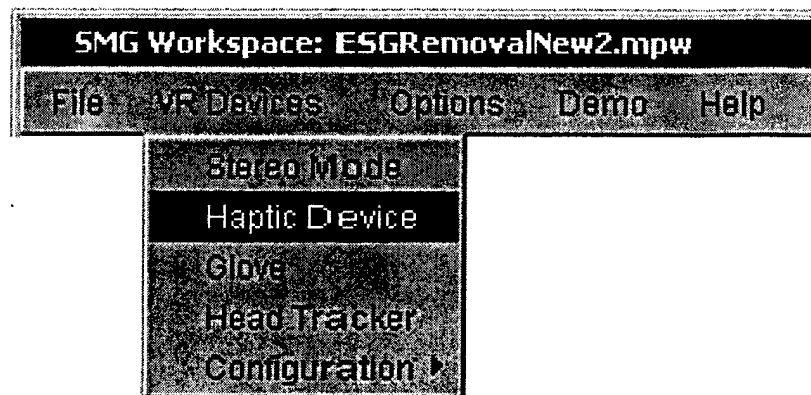 SMG Workspace: ESGRemovalNew2.mpw
File VR Devices Options Demo Help
Stereo Mode
Haptic Device
Glove
Head Tracker
Configuration